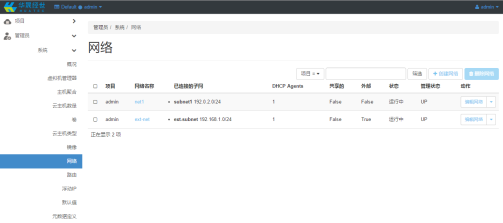 Default admin
admin
项目
管理员
管理员 / 系统 / 网络
系统
网络
概况
虚拟机管理器
主机聚合
云主机数量
卷
云主机类型
镜像
网络
路由
浮动IP
默认值
元数据定义
项目 =
筛选
+ 创建网络
删除网络
项目 网络名称 已连接的子网 DHCP Agents 共享的 外部 状态 管理状态 动作
admin subnet1 192.0.2.0/24 1 False False 运行中 UP 编辑网络
admin ext-net ext-subnet 192.168.1.0/24 1 False True 运行中 UP 编辑网络
正在显示 2 项